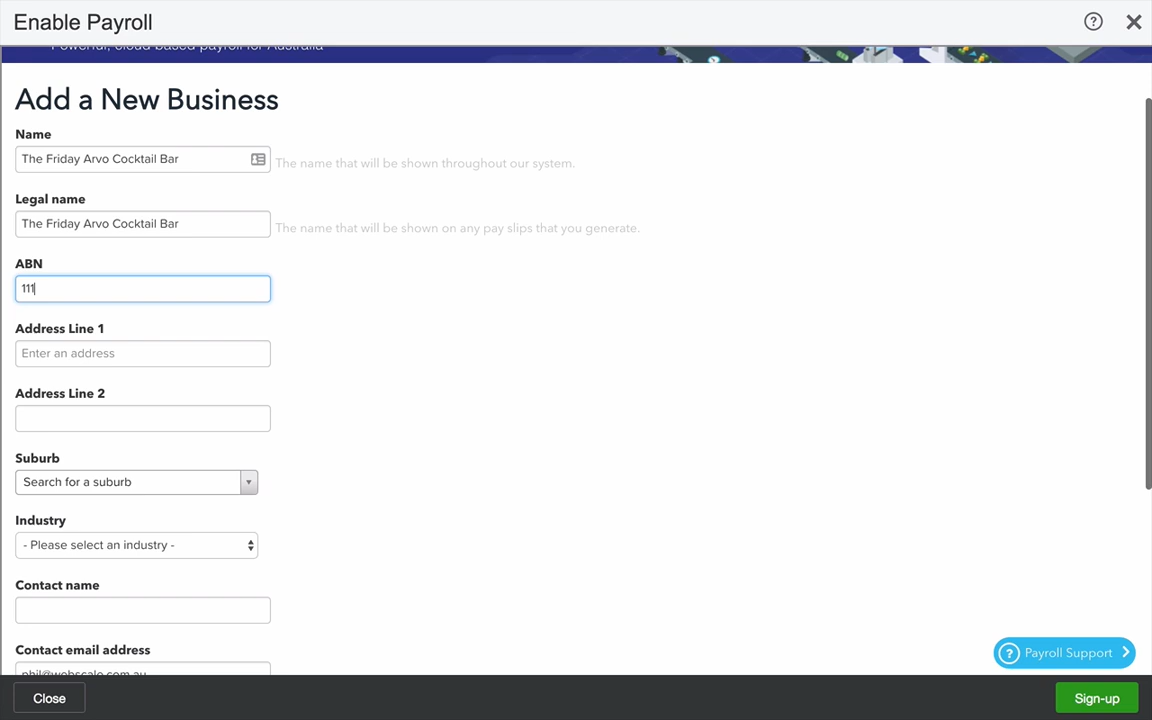 Enable Payroll
Powerful, cloud based payroll for Australia
Add a New Business
Name
The Friday Arvo Cocktail Bar
The name that will be shown throughout our system.
Legal name
The Friday Arvo Cocktail Bar
The name that will be shown on any pay slips that you generate.
ABN
111
Address Line 1
Enter an address
Address Line 2
Suburb
Search for a suburb
Industry
- Please select an industry -
Contact name
Contact email address
phil@webscale.com.au
? Payroll Support
Close
Sign-up